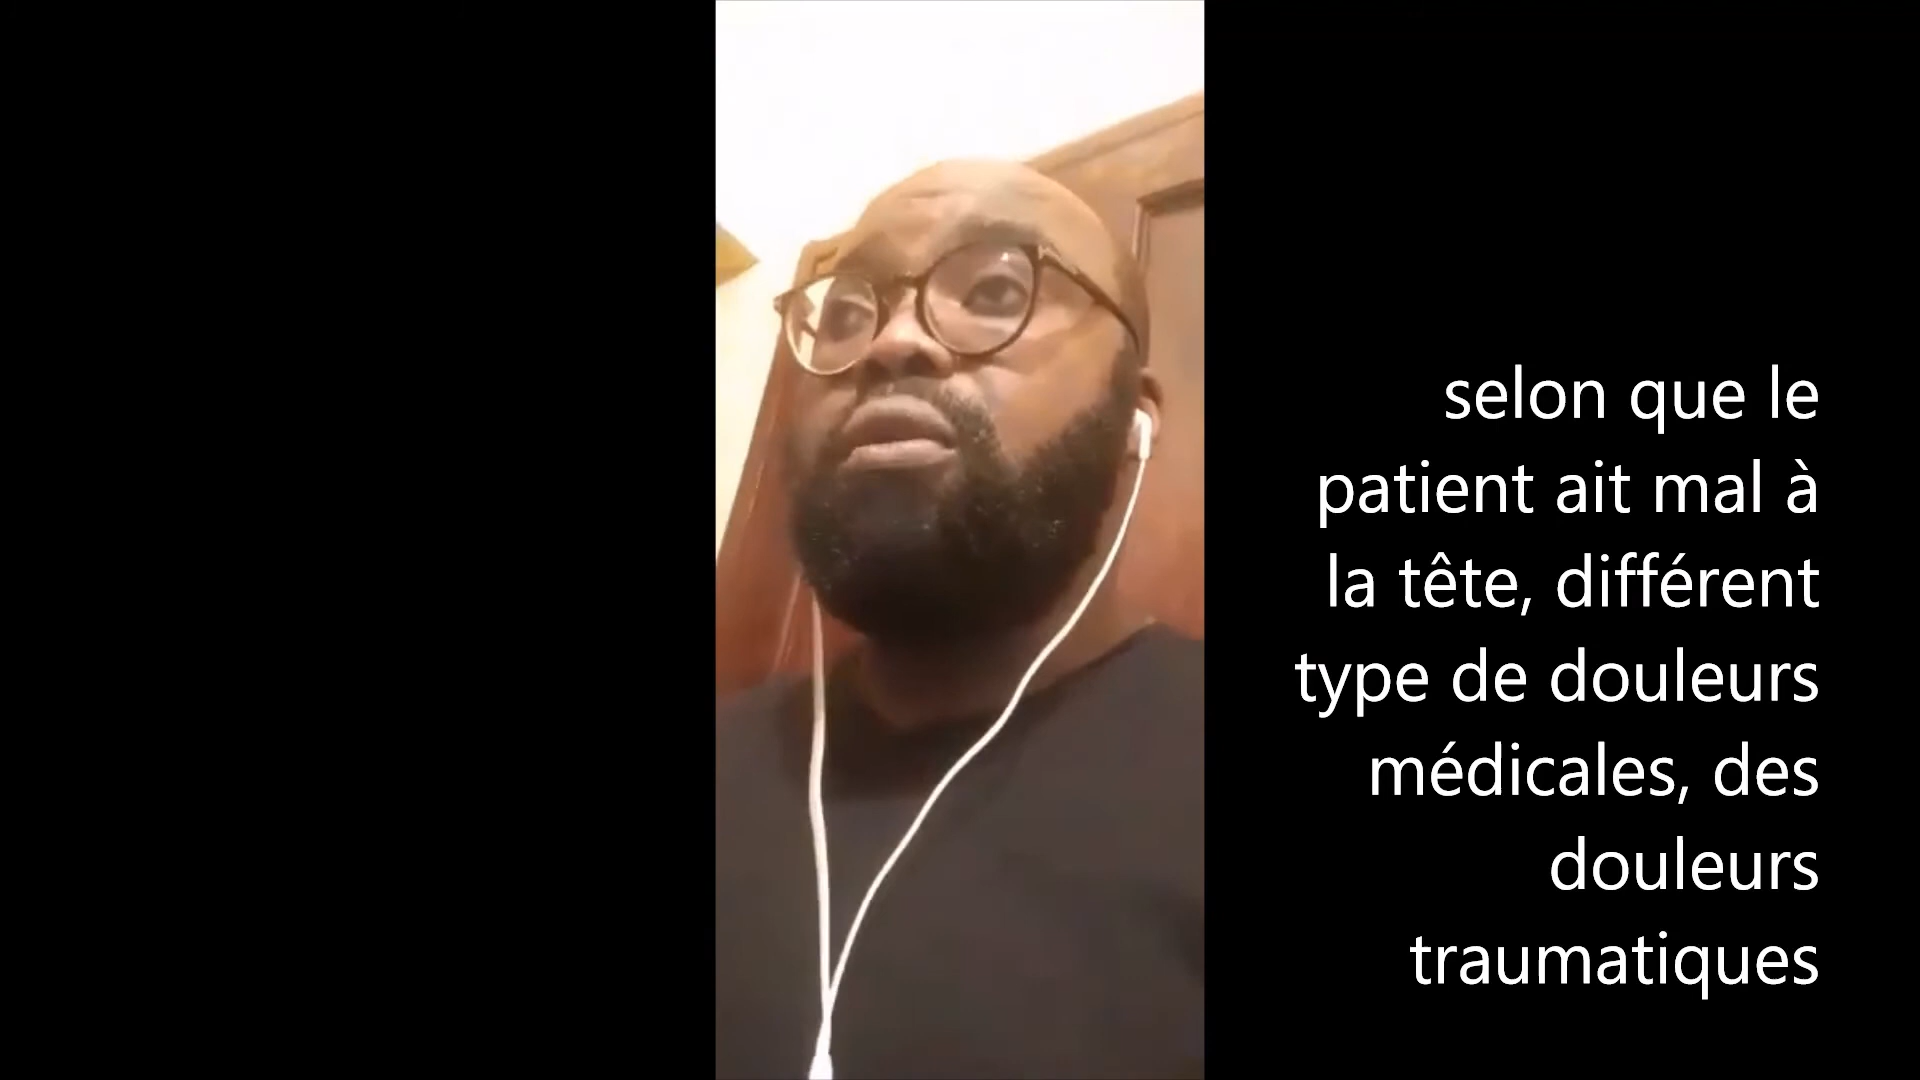 selon que le
patient ait mal à
la tête, différent
type de douleurs
médicales, des
douleurs
traumatiques